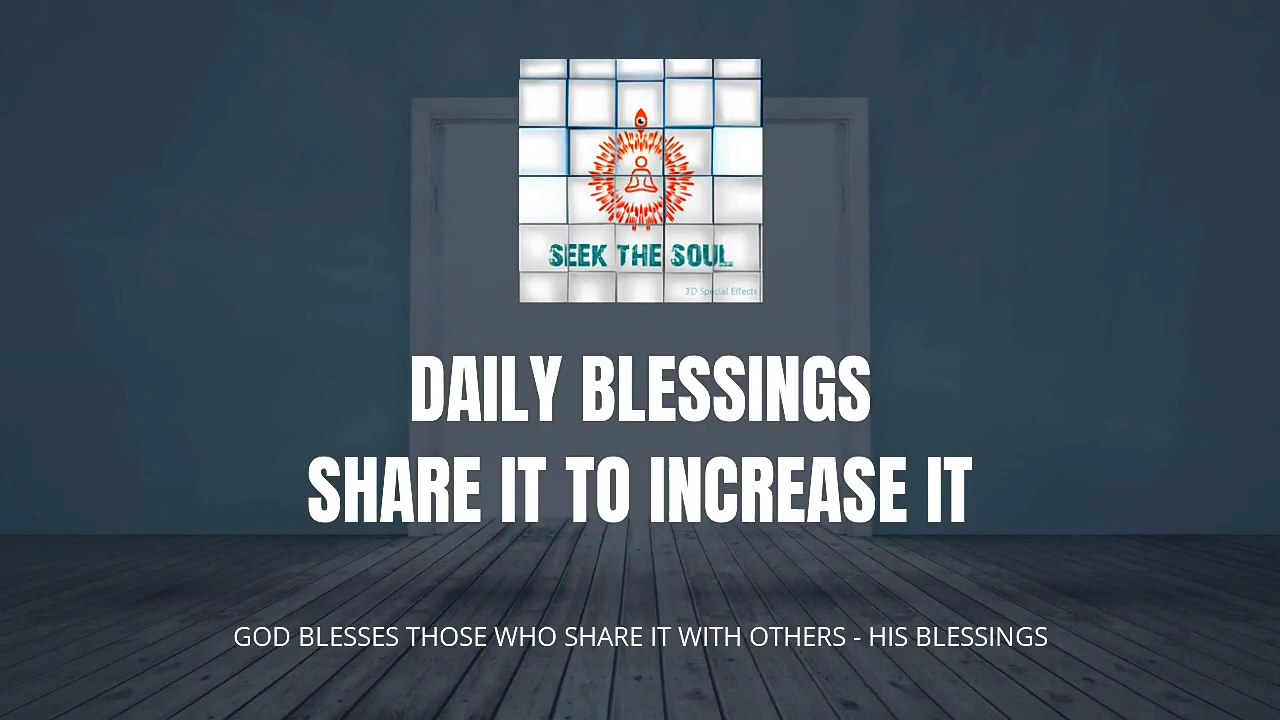 SEEK THE SOUL
3D Special Effects
DAILY BLESSINGS
SHARE IT TO INCREASE IT
GOD BLESSES THOSE WHO SHARE IT WITH OTHERS - HIS BLESSINGS